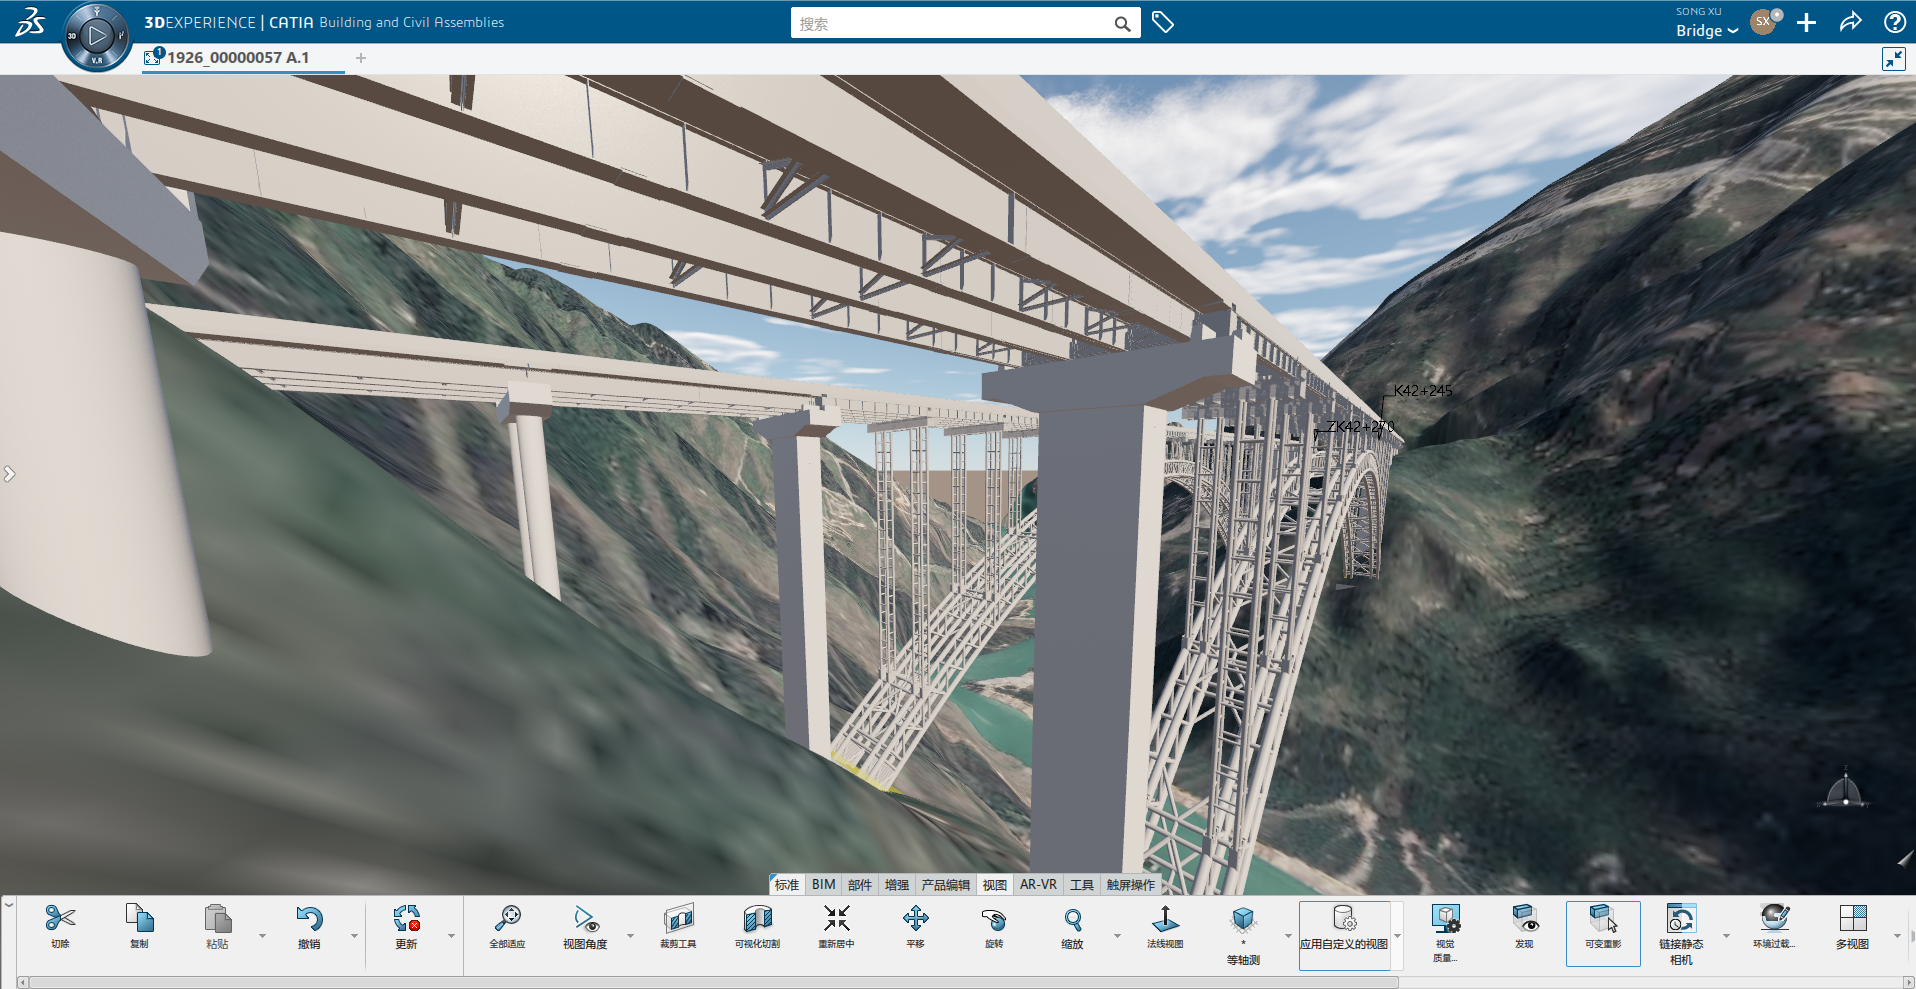 3DEXPERIENCE | CATIA Building and Civil Assemblies
搜索
SONG XU
Bridge
SX
3D
V.R
1
1926_00000057 A.1
K42+245
ZK42+270
标准
BIM
部件
增强
产品编辑
视图
AR-VR
工具
触屏操作
切除
复制
粘贴
撤销
更新
全部适应
视图角度
裁剪工具
可视化切割
重新居中
平移
旋转
缩放
法线视图
*
等轴测
应用自定义的视图
视觉
质量...
发现
可变重影
链接静态
相机
环境过载...
多视图